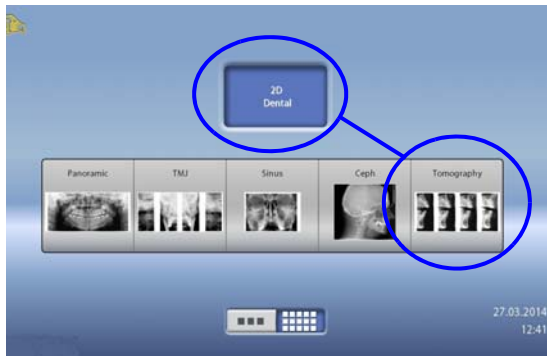 2D
Dental
Panoramic TMJ Sinus Ceph Tomography
27.03.2014
12:41